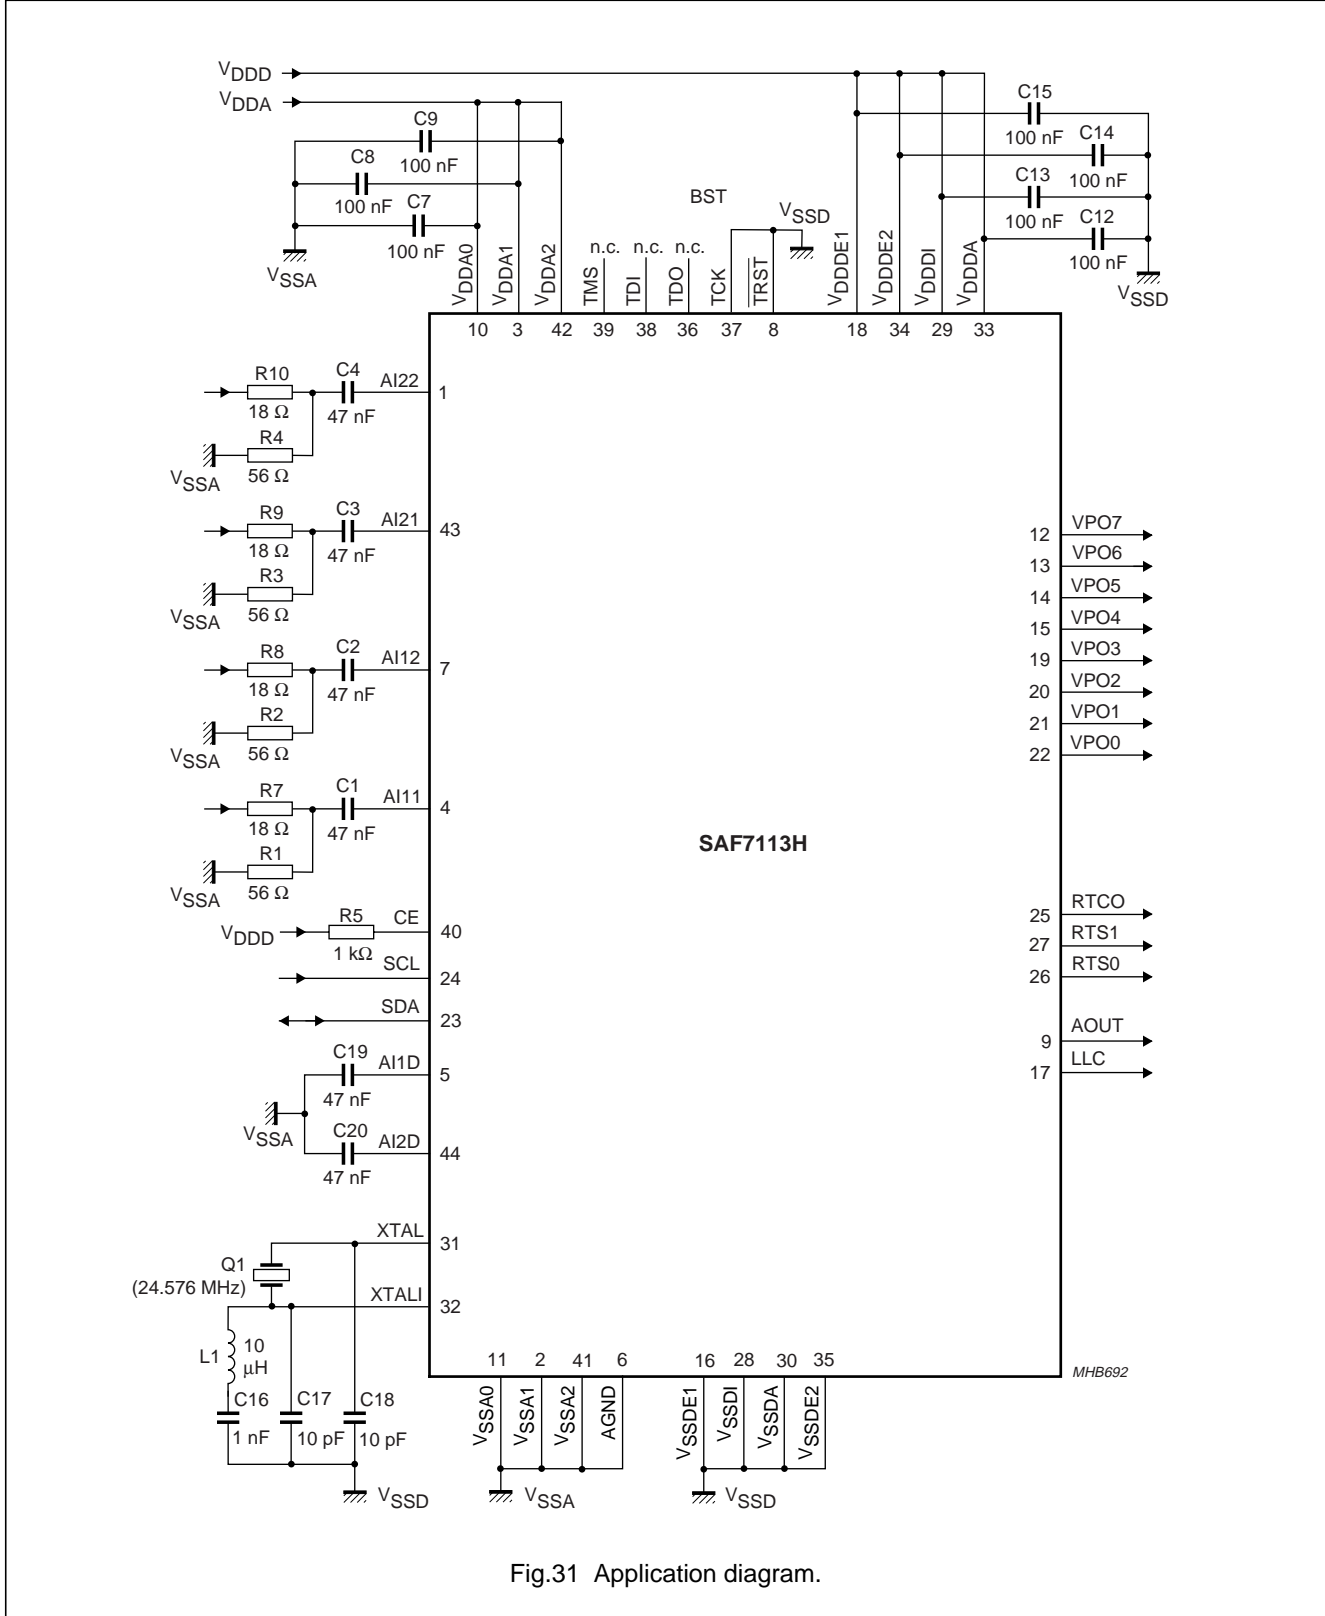 VDDD
VDDA
C9
100 nF
C8
100 nF
C7
100 nF
VSSA
C15
100 nF
C14
100 nF
C13
100 nF
C12
100 nF
VSSD
BST
VSSD
n.c. n.c. n.c.
VDDA0 VDDA1 VDDA2 TMS TDI TDO TCK TRST VDDDE1 VDDDE2 VDDDI VDDDA
10 3 42 39 38 36 37 8 18 34 29 33
R10
18 Ω
C4
47 nF
AI22
1
R4
56 Ω
VSSA
R9
18 Ω
C3
47 nF
AI21
43
R3
56 Ω
VSSA
R8
18 Ω
C2
47 nF
AI12
7
R2
56 Ω
VSSA
R7
18 Ω
C1
47 nF
AI11
4
R1
56 Ω
VSSA
VDDD
R5
1 kΩ
CE
40
SCL
24
SDA
23
C19
47 nF
AI1D
5
VSSA
C20
47 nF
AI2D
44
XTAL
31
Q1
(24.576 MHz)
XTALI
32
L1
10
μH
C16
1 nF
C17
10 pF
C18
10 pF
VSSD
SAF7113H
12 VPO7
13 VPO6
14 VPO5
15 VPO4
19 VPO3
20 VPO2
21 VPO1
22 VPO0
25 RTCO
27 RTS1
26 RTS0
9 AOUT
17 LLC
11 2 41 6 16 28 30 35
VSSA0 VSSA1 VSSA2 AGND VSSDE1 VSSDI VSSDA VSSDE2
VSSA
VSSD
MHB692
Fig.31 Application diagram.